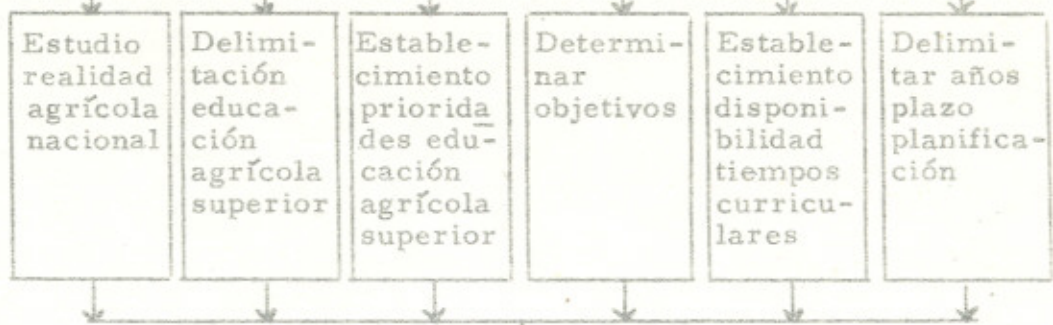 Estudio
realidad
agrícola
nacional
Delimi-
tación
educa-
ción
agrícola
superior
Estable-
cimiento
priorida
des edu-
cación
agrícola
superior
Determi-
nar
objetivos
Estable-
cimiento
disponi-
bilidad
tiempos
curricu-
lares
Delimi-
tar años
plazo
planifica-
ción